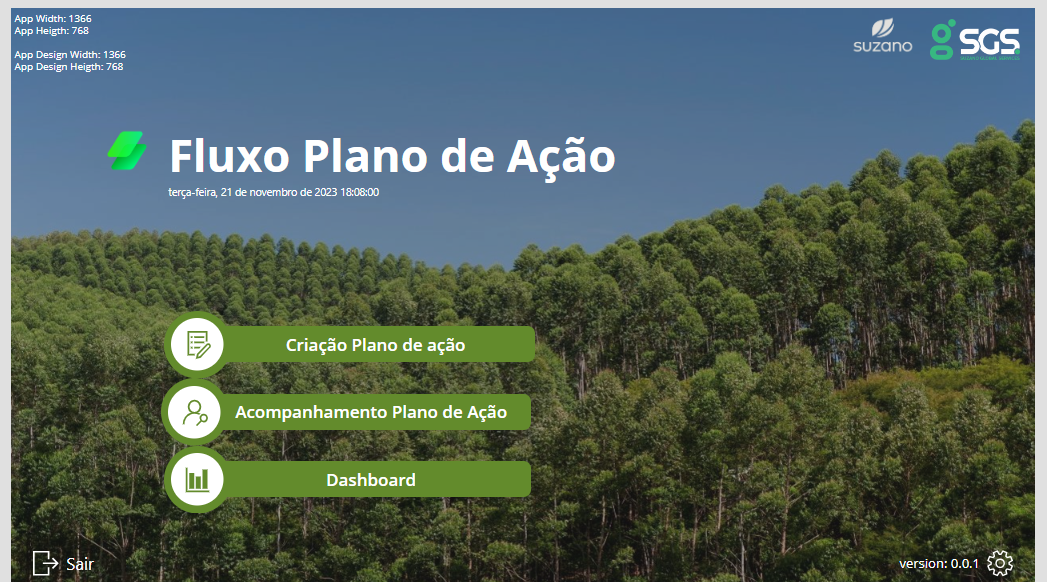 App Width: 1366
App Heigth: 768
App Design Width: 1366
App Design Heigth: 768
suzano
g SGS
Fluxo Plano de Ação
terça-feira, 21 de novembro de 2023 18:08:00
Criação Plano de ação
Acompanhamento Plano de Ação
Dashboard
Sair
version: 0.0.1